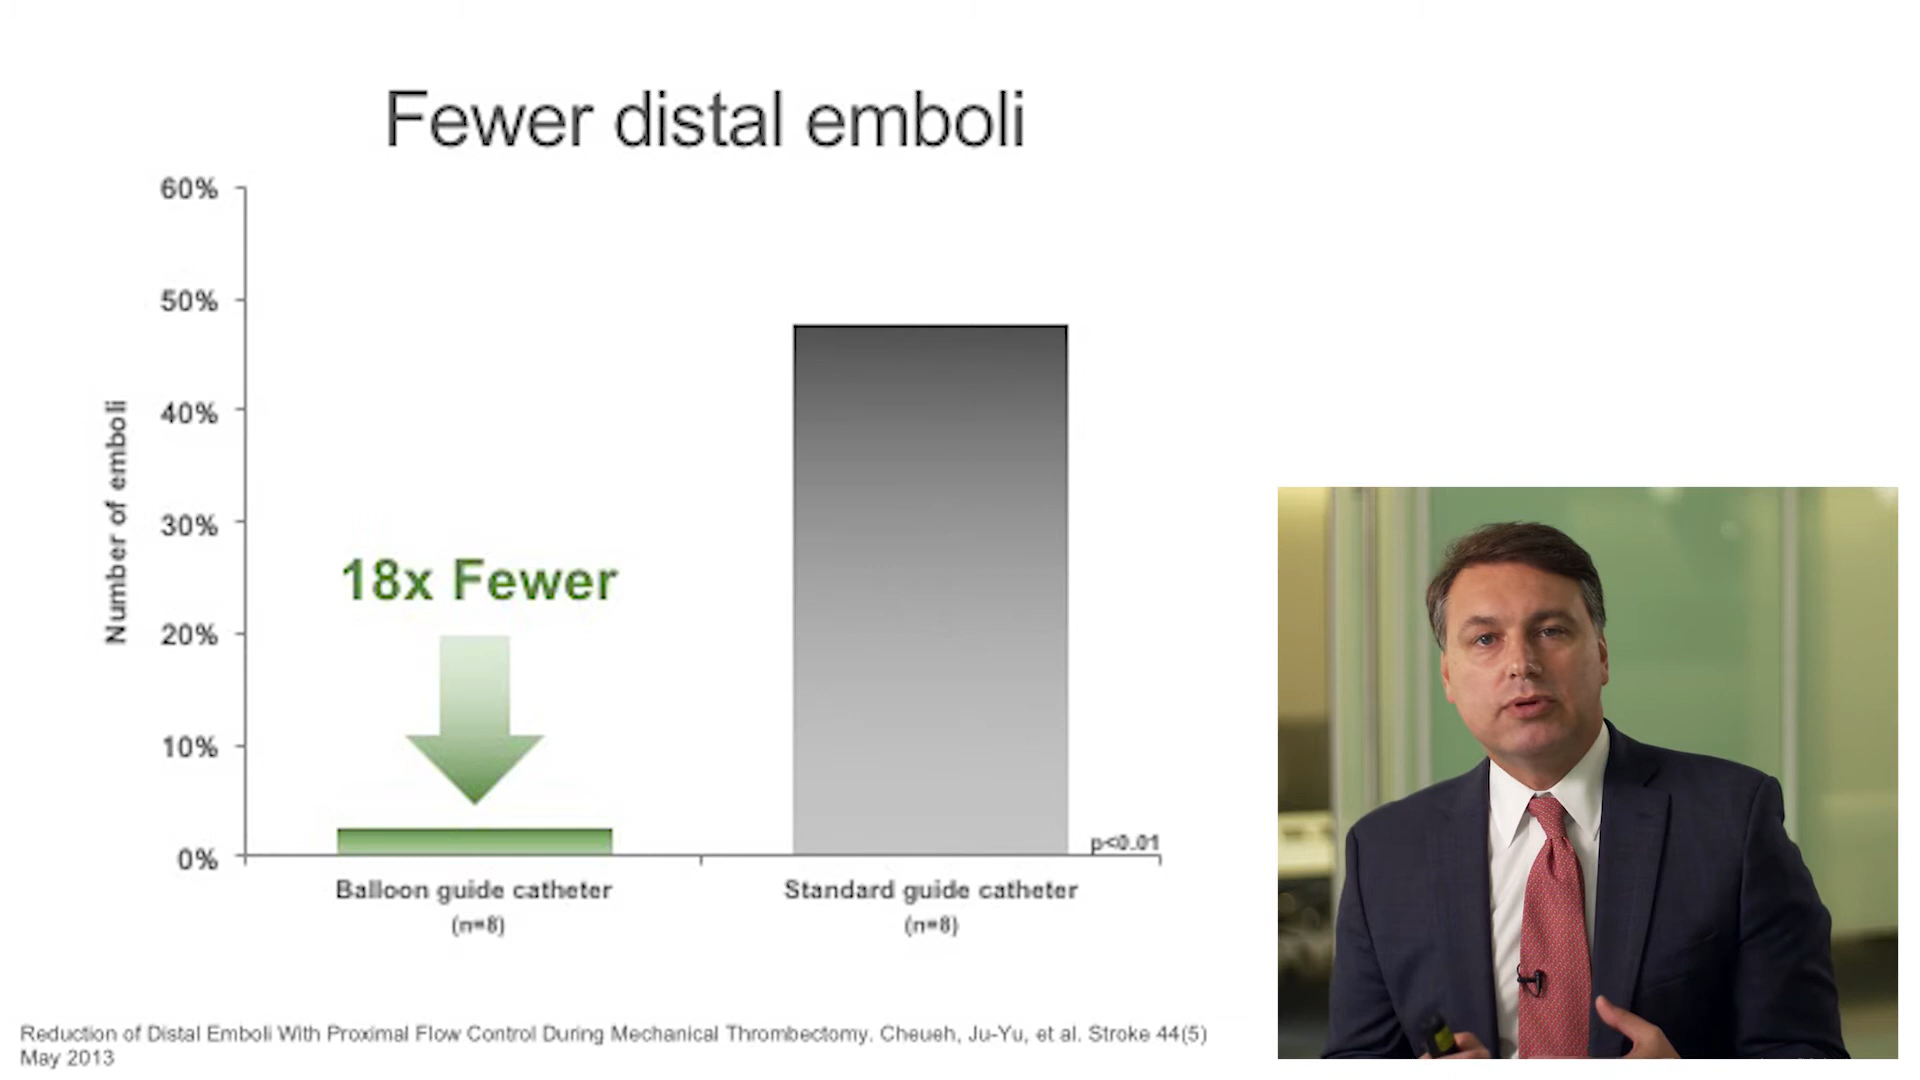 Fewer distal emboli
60%
50%
40%
30%
20%
10%
0%
Number of emboli
18x Fewer
p<0.01
Balloon guide catheter
(n=8)
Standard guide catheter
(n=8)
Reduction of Distal Emboli With Proximal Flow Control During Mechanical Thrombectomy. Cheueh, Ju-Yu, et al. Stroke 44(5)
May 2013